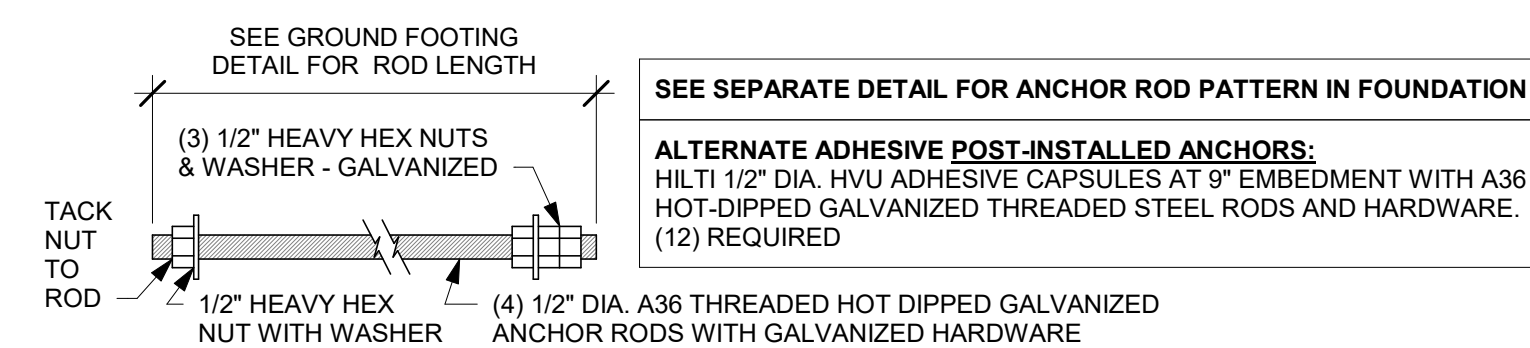 SEE GROUND FOOTING
DETAIL FOR ROD LENGTH
SEE SEPARATE DETAIL FOR ANCHOR ROD PATTERN IN FOUNDATION
(3) 1/2" HEAVY HEX NUTS
& WASHER - GALVANIZED
ALTERNATE ADHESIVE POST-INSTALLED ANCHORS:
HILTI 1/2" DIA. HVU ADHESIVE CAPSULES AT 9" EMBEDMENT WITH A36
HOT-DIPPED GALVANIZED THREADED STEEL RODS AND HARDWARE.
(12) REQUIRED
TACK
NUT
TO
ROD
1/2" HEAVY HEX
NUT WITH WASHER
(4) 1/2" DIA. A36 THREADED HOT DIPPED GALVANIZED
ANCHOR RODS WITH GALVANIZED HARDWARE